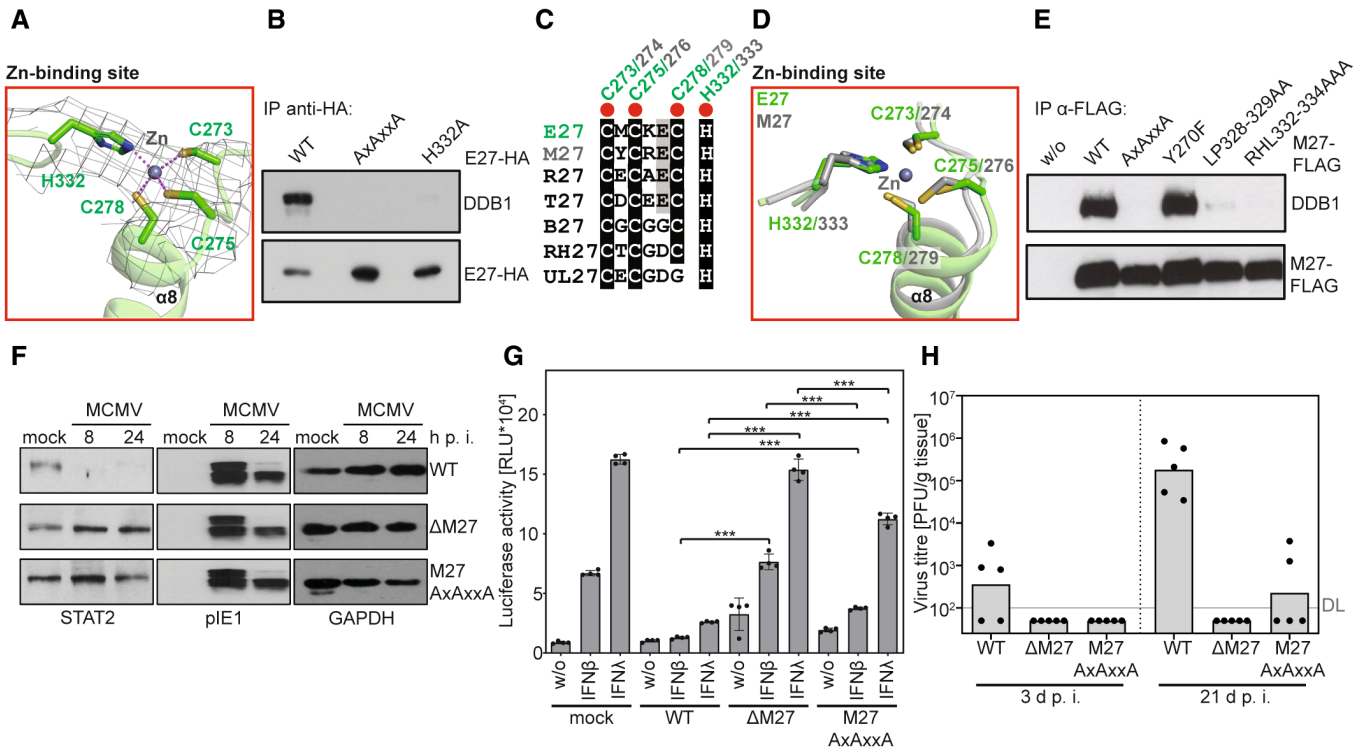 A
Zn-binding site
Zn
C273
H332
C278
C275
α8
B
IP anti-HA:
WT
AxAxxA
H332A
E27-HA
DDB1
E27-HA
C
C273/274
C275/276
C278/279
H332/333
E27 CMCKEC H
M27 CYCREC H
R27 CECAEC H
T27 CDCEEC H
B27 CGCGGC H
RH27 CTCGDC H
UL27 CECGDG H
D
Zn-binding site
E27
M27
C273/274
C275/276
Zn
H332/333
C278/279
α8
E
IP α-FLAG:
w/o
WT
AxAxxA
Y270F
LP328-329AA
RHL332-334AAA
M27-
FLAG
DDB1
M27-
FLAG
F
MCMV MCMV MCMV
mock 8 24 mock 8 24 mock 8 24 h p. i.
WT
ΔM27
M27
AxAxxA
STAT2 pIE1 GAPDH
G
Luciferase activity [RLU*10⁴]
20
15
10
5
0
***
***
***
***
***
***
w/o IFNβ IFNλ w/o IFNβ IFNλ w/o IFNβ IFNλ w/o IFNβ IFNλ
mock WT ΔM27 M27
AxAxxA
H
Virus titre [PFU/g tissue]
10⁷
10⁶
10⁵
10⁴
10³
10²
DL
WT ΔM27 M27 WT ΔM27 M27
AxAxxA AxAxxA
3 d p. i. 21 d p. i.